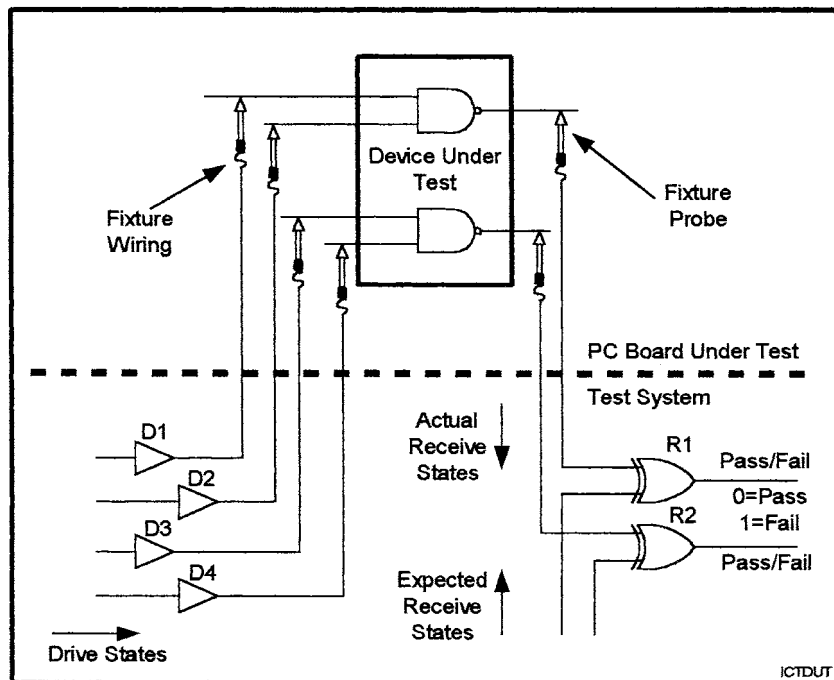 Device Under
Test
Fixture
Wiring
Fixture
Probe
PC Board Under Test
Test System
D1
D2
D3
D4
Drive States
Actual
Receive
States
Expected
Receive
States
R1
Pass/Fail
0=Pass
1=Fail
R2
Pass/Fail
ICTDUT